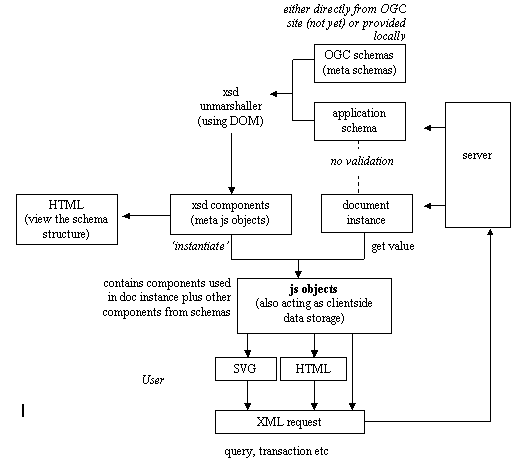 either directly from OGC
site (not yet) or provided
locally
OGC schemas
(meta schemas)
xsd
unmarshaller
(using DOM)
application
schema
server
no validation
HTML
(view the schema
structure)
xsd components
(meta js objects)
document
instance
'instantiate'
get value
contains components used
in doc instance plus other
components from schemas
js objects
(also acting as clientside
data storage)
SVG
HTML
User
XML request
query, transaction etc